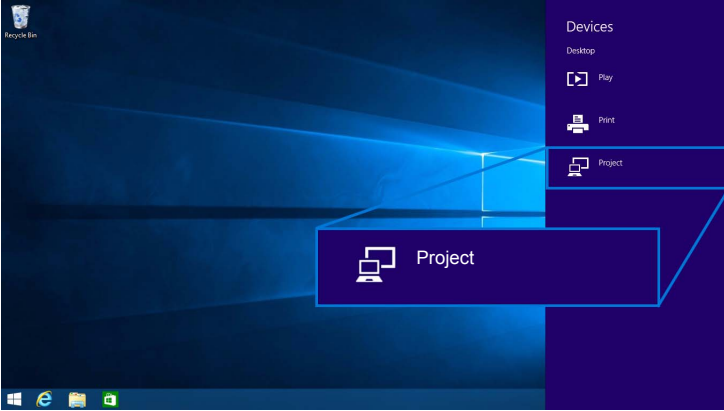 Recycle Bin
Devices
Desktop
Play
Print
Project
Project